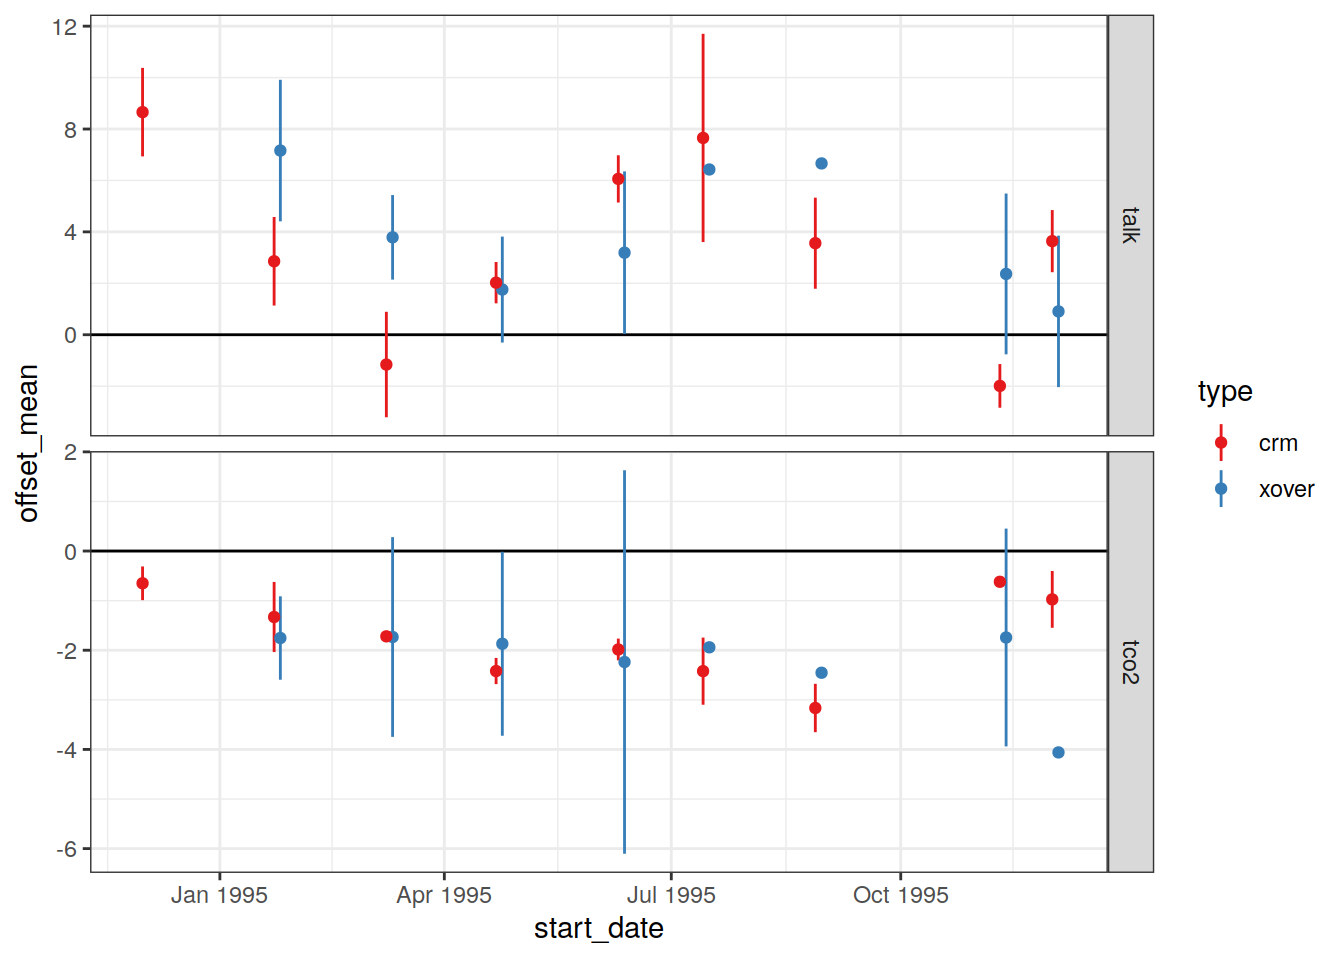 12
8
4
0
talk
2
0
-2
-4
-6
tco2
offset_mean
Jan 1995
Apr 1995
Jul 1995
Oct 1995
start_date
type
crm
xover